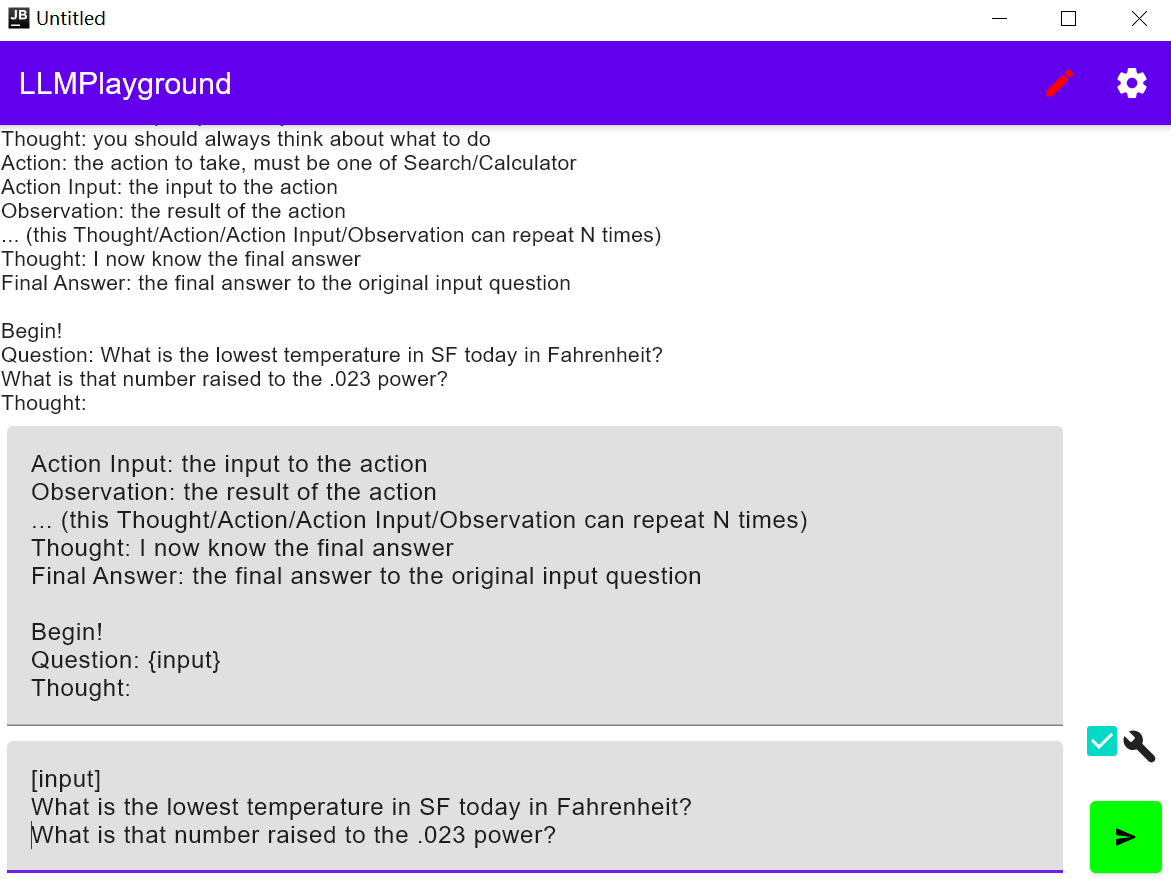 JB Untitled
LLMPlayground
Thought: you should always think about what to do
Action: the action to take, must be one of Search/Calculator
Action Input: the input to the action
Observation: the result of the action
... (this Thought/Action/Action Input/Observation can repeat N times)
Thought: I now know the final answer
Final Answer: the final answer to the original input question
Begin!
Question: What is the lowest temperature in SF today in Fahrenheit?
What is that number raised to the .023 power?
Thought:
Action Input: the input to the action
Observation: the result of the action
... (this Thought/Action/Action Input/Observation can repeat N times)
Thought: I now know the final answer
Final Answer: the final answer to the original input question
Begin!
Question: {input}
Thought:
[input]
What is the lowest temperature in SF today in Fahrenheit?
What is that number raised to the .023 power?